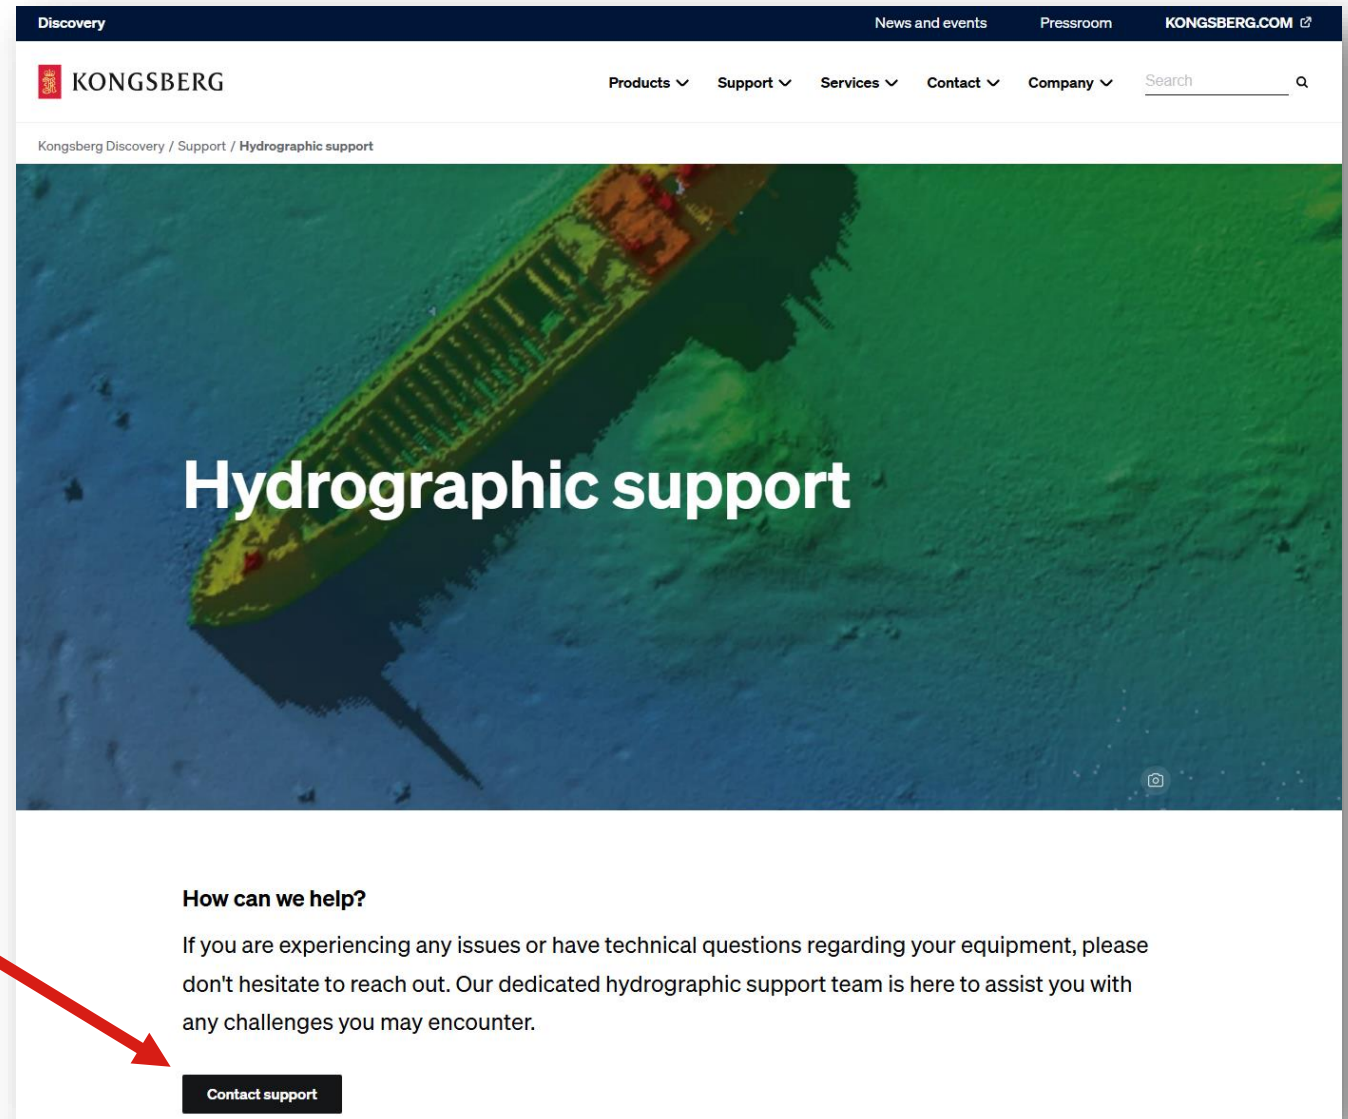 Discovery News and events Pressroom KONGSBERG.COM
KONGSBERG Products Support Services Contact Company Search
Kongsberg Discovery / Support / Hydrographic support
Hydrographic support
How can we help?
If you are experiencing any issues or have technical questions regarding your equipment, please
don't hesitate to reach out. Our dedicated hydrographic support team is here to assist you with
any challenges you may encounter.
Contact support